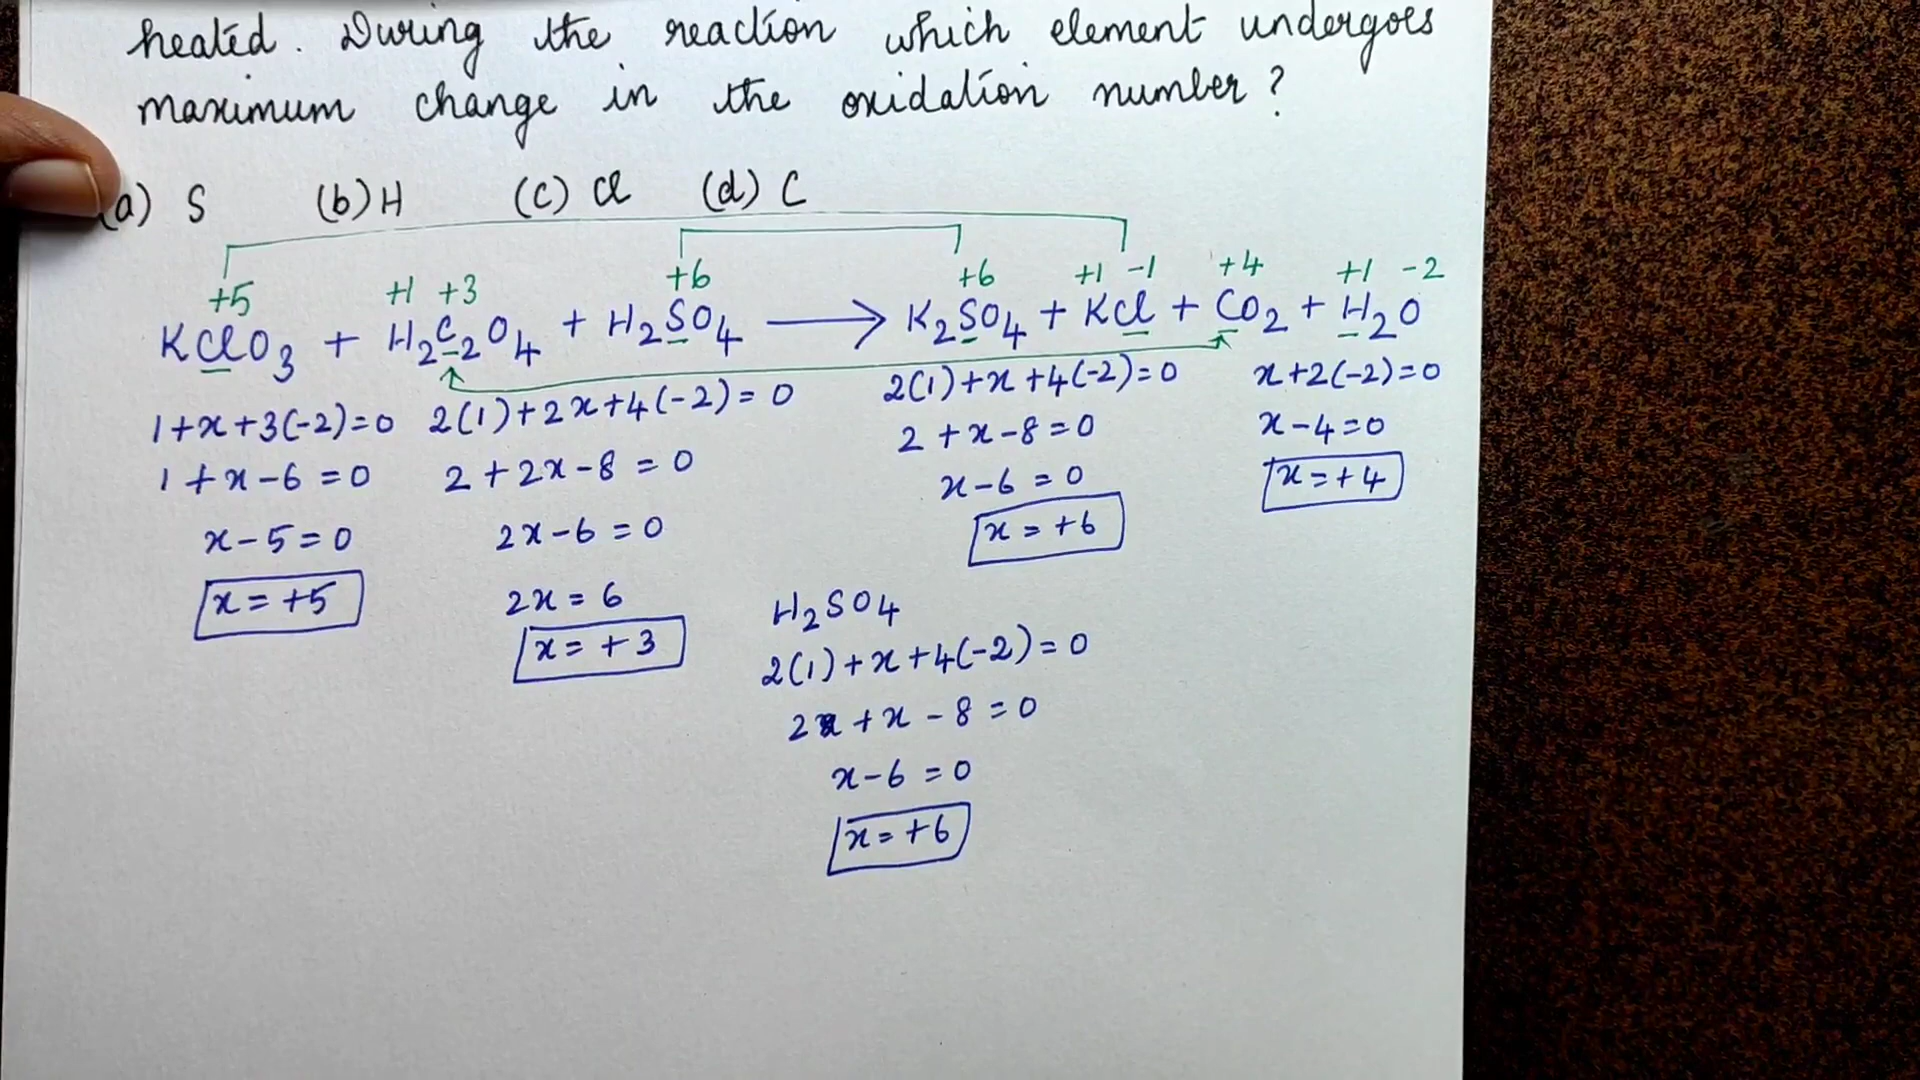 heated. During the reaction which element undergoes
maximum change in the oxidation number?
(a) S (b) H (c) Cl (d) C
+5 +1 +3 +6 +6 +1 -1 +4 +1 -2
KClO3 + H2C2O4 + H2SO4 → K2SO4 + KCl + CO2 + H2O
1+x+3(-2)=0 2(1)+2x+4(-2)=0 2(1)+x+4(-2)=0 x+2(-2)=0
1+x-6=0 2+2x-8=0 2+x-8=0 x-4=0
x-5=0 2x-6=0 x-6=0 x=+4
x=+5 2x=6 x=+6
x=+3
H2SO4
2(1)+x+4(-2)=0
2+x-8=0
x-6=0
x=+6